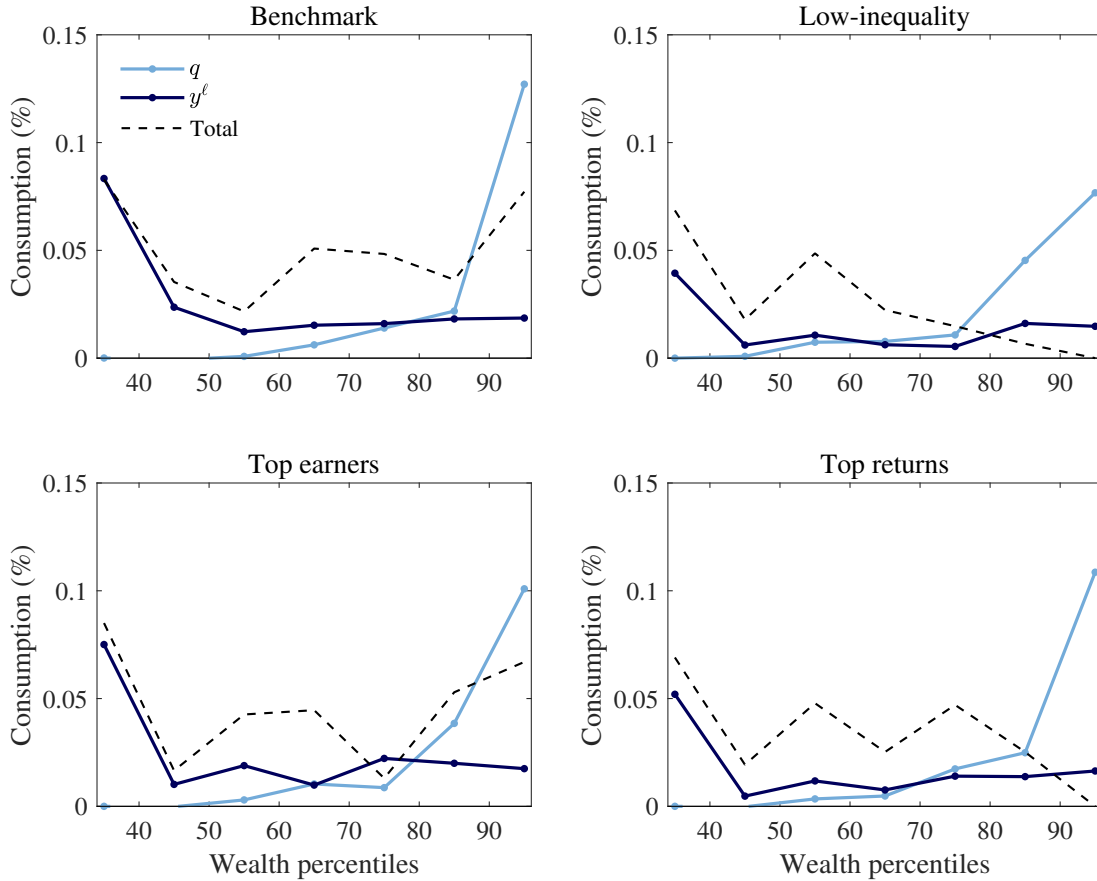 Benchmark
Low-inequality
Consumption (%)
0.15
0.1
0.05
0
q
yℓ
Total
40 50 60 70 80 90
Consumption (%)
0.15
0.1
0.05
0
40 50 60 70 80 90
Top earners
Top returns
Consumption (%)
0.15
0.1
0.05
0
40 50 60 70 80 90
Wealth percentiles
Consumption (%)
0.15
0.1
0.05
0
40 50 60 70 80 90
Wealth percentiles